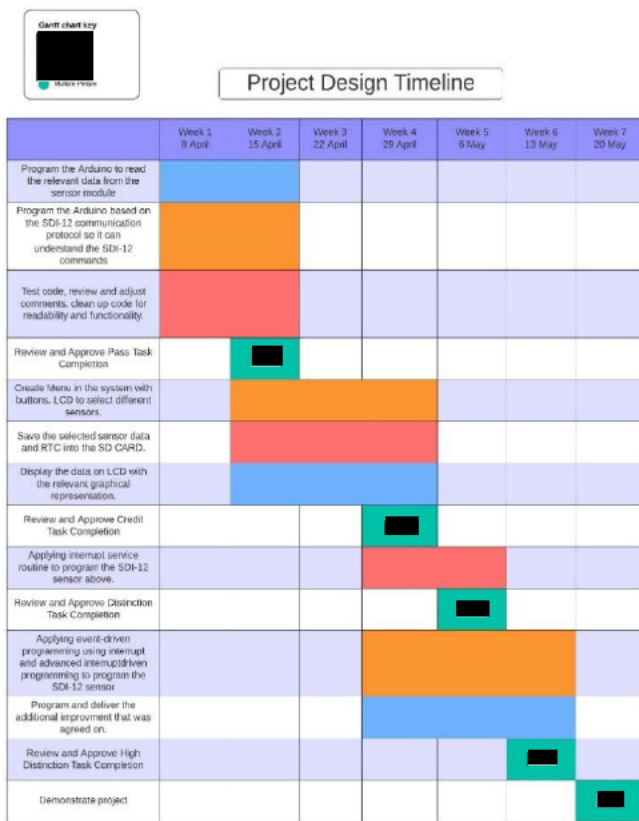 Gantt chart key
Multiple People
Project Design Timeline
Week 1
8 April
Week 2
15 April
Week 3
22 April
Week 4
29 April
Week 5
6 May
Week 6
13 May
Week 7
20 May
Program the Arduino to read
the relevant data from the
sensor module
Program the Arduino based on
the SDI-12 communication
protocol so it can
understand the SDI-12
commands
Test code, review and adjust
comments, clean up code for
readability and functionality.
Review and Approve Pass Task
Completion
Create Menu in the system with
buttons, LCD to select different
sensors.
Save the selected sensor data
and RTC into the SD CARD.
Display the data on LCD with
the relevant graphical
representation.
Review and Approve Credit
Task Completion
Applying interrupt service
routine to program the SDI-12
sensor above.
Review and Approve Distinction
Task Completion
Applying event-driven
programming using interrupt
and advanced interruptdriven
programming to program the
SDI-12 sensor
Program and deliver the
additional improvment that was
agreed on.
Review and Approve High
Distinction Task Completion
Demonstrate project